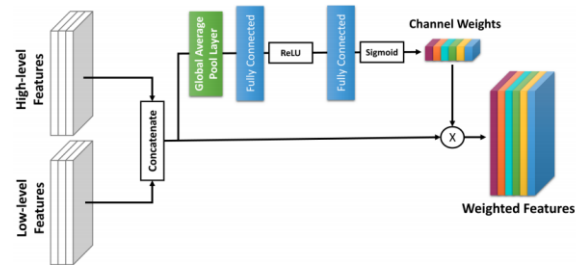 High-level
Features
Low-level
Features
Concatenate
Global Average
Pool Layer
Fully Connected
ReLU
Fully Connected
Sigmoid
Channel Weights
X
Weighted Features